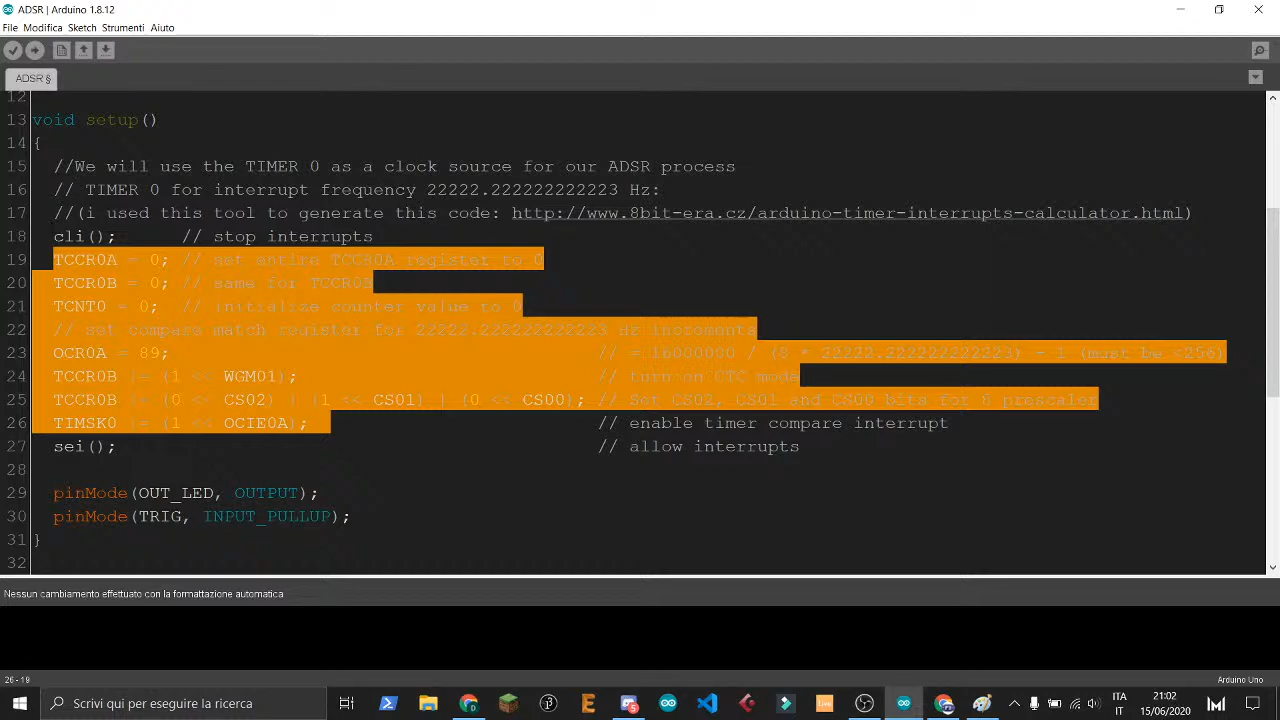 ADSR | Arduino 1.8.12
File Modifica Sketch Strumenti Aiuto
ADSR §
12
13 void setup()
14 {
15 //We will use the TIMER 0 as a clock source for our ADSR process
16 // TIMER 0 for interrupt frequency 22222.222222222223 Hz:
17 //(i used this tool to generate this code: http://www.8bit-era.cz/arduino-timer-interrupts-calculator.html)
18 cli(); // stop interrupts
19 TCCR0A = 0; // set entire TCCR0A register to 0
20 TCCR0B = 0; // same for TCCR0B
21 TCNT0 = 0; // initialize counter value to 0
22 // set compare match register for 22222.222222222223 Hz increments
23 OCR0A = 89; // = 16000000 / (8 * 22222.222222222223) - 1 (must be <256)
24 TCCR0B |= (1 << WGM01); // turn on CTC mode
25 TCCR0B |= (0 << CS02) | (1 << CS01) | (0 << CS00); // Set CS02, CS01 and CS00 bits for 8 prescaler
26 TIMSK0 |= (1 << OCIE0A); // enable timer compare interrupt
27 sei(); // allow interrupts
28
29 pinMode(OUT_LED, OUTPUT);
30 pinMode(TRIG, INPUT_PULLUP);
31 }
32
Nessun cambiamento effettuato con la formattazione automatica
26 - 19 Arduino Uno
Scrivi qui per eseguire la ricerca
Live
ITA
21:02
15/06/2020